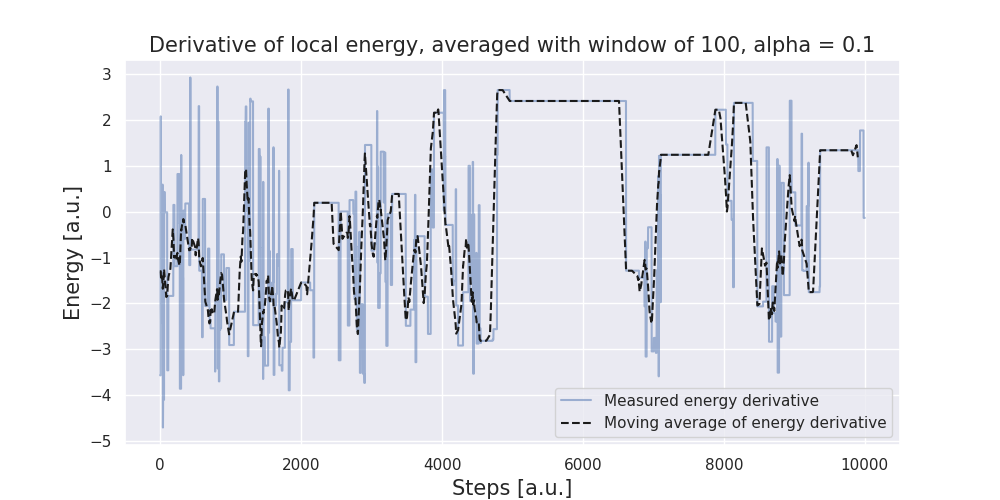 Derivative of local energy, averaged with window of 100, alpha = 0.1
3
2
1
0
−1
−2
−3
−4
−5
Energy [a.u.]
Measured energy derivative
Moving average of energy derivative
0 2000 4000 6000 8000 10000
Steps [a.u.]